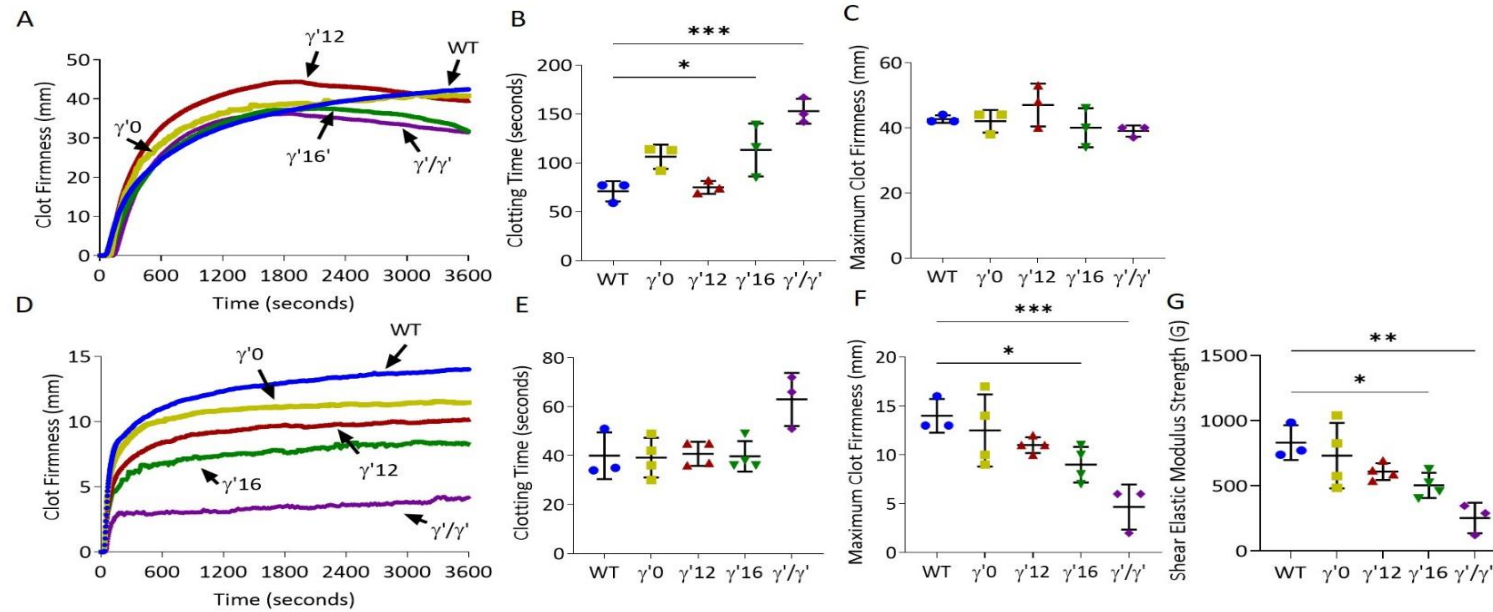 A
Clot Firmness (mm)
50
40
30
20
10
0
γ'12
WT
γ'0
γ'16'
γ'/γ'
0 600 1200 1800 2400 3000 3600
Time (seconds)
B
Clotting Time (seconds)
200
150
100
50
0
***
*
WT γ'0 γ'12 γ'16 γ'/γ'
C
Maximum Clot Firmness (mm)
60
40
20
0
WT γ'0 γ'12 γ'16 γ'/γ'
D
Clot Firmness (mm)
15
10
5
0
WT
γ'0
γ'12
γ'16
γ'/γ'
0 600 1200 1800 2400 3000 3600
Time (seconds)
E
Clotting Time (seconds)
80
60
40
20
0
WT γ'0 γ'12 γ'16 γ'/γ'
F
Maximum Clot Firmness (mm)
20
15
10
5
0
***
*
WT γ'0 γ'12 γ'16 γ'/γ'
G
Shear Elastic Modulus Strength (G)
1500
1000
500
0
**
*
WT γ'0 γ'12 γ'16 γ'/γ'